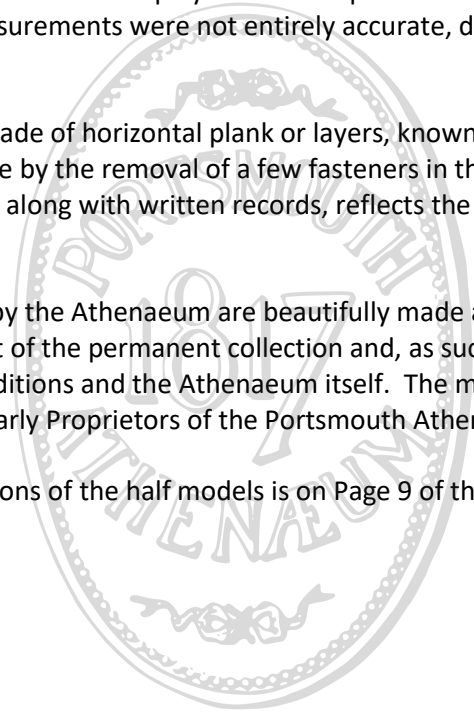 surements were not entirely accurate, d
ade of horizontal plank or layers, known
e by the removal of a few fasteners in th
along with written records, reflects the
by the Athenaeum are beautifully made a
t of the permanent collection and, as suc
ditions and the Athenaeum itself.  The m
arly Proprietors of the Portsmouth Ather
ons of the half models is on Page 9 of th
PORTSMOUTH
1817
ATHENÆUM